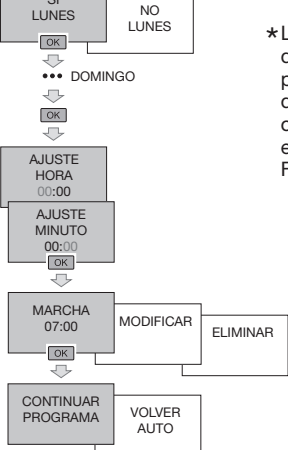 SI
LUNES
NO
LUNES
OK
••• DOMINGO
OK
AJUSTE
HORA
00:00
AJUSTE
MINUTO
00:00
OK
MARCHA
07:00
MODIFICAR
ELIMINAR
OK
CONTINUAR
PROGRAMA
VOLVER
AUTO